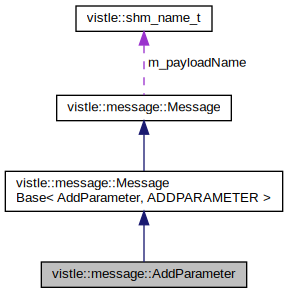 vistle::shm_name_t
m_payloadName
vistle::message::Message
vistle::message::Message
Base< AddParameter, ADDPARAMETER >
vistle::message::AddParameter